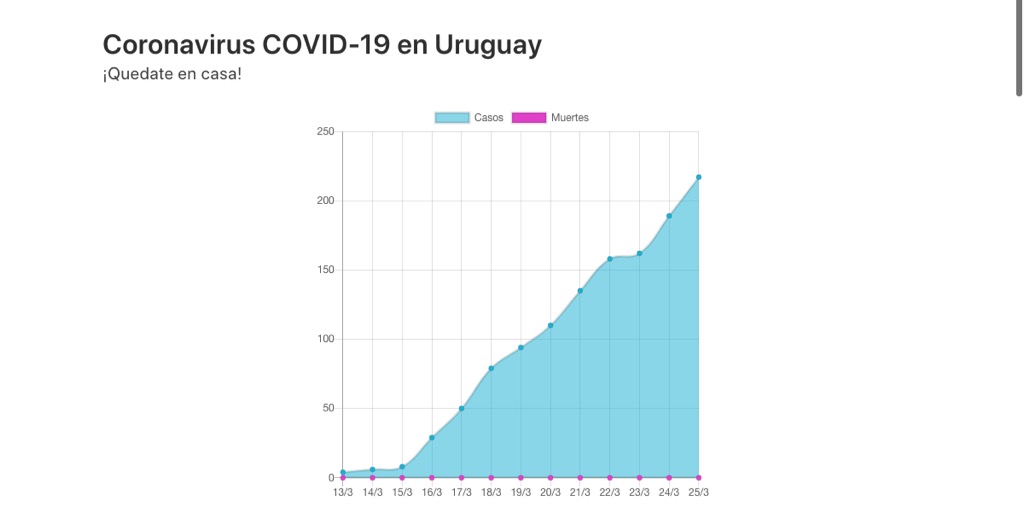 Coronavirus COVID-19 en Uruguay
¡Quedate en casa!
Casos Muertes
250
200
150
100
50
0
13/3 14/3 15/3 16/3 17/3 18/3 19/3 20/3 21/3 22/3 23/3 24/3 25/3